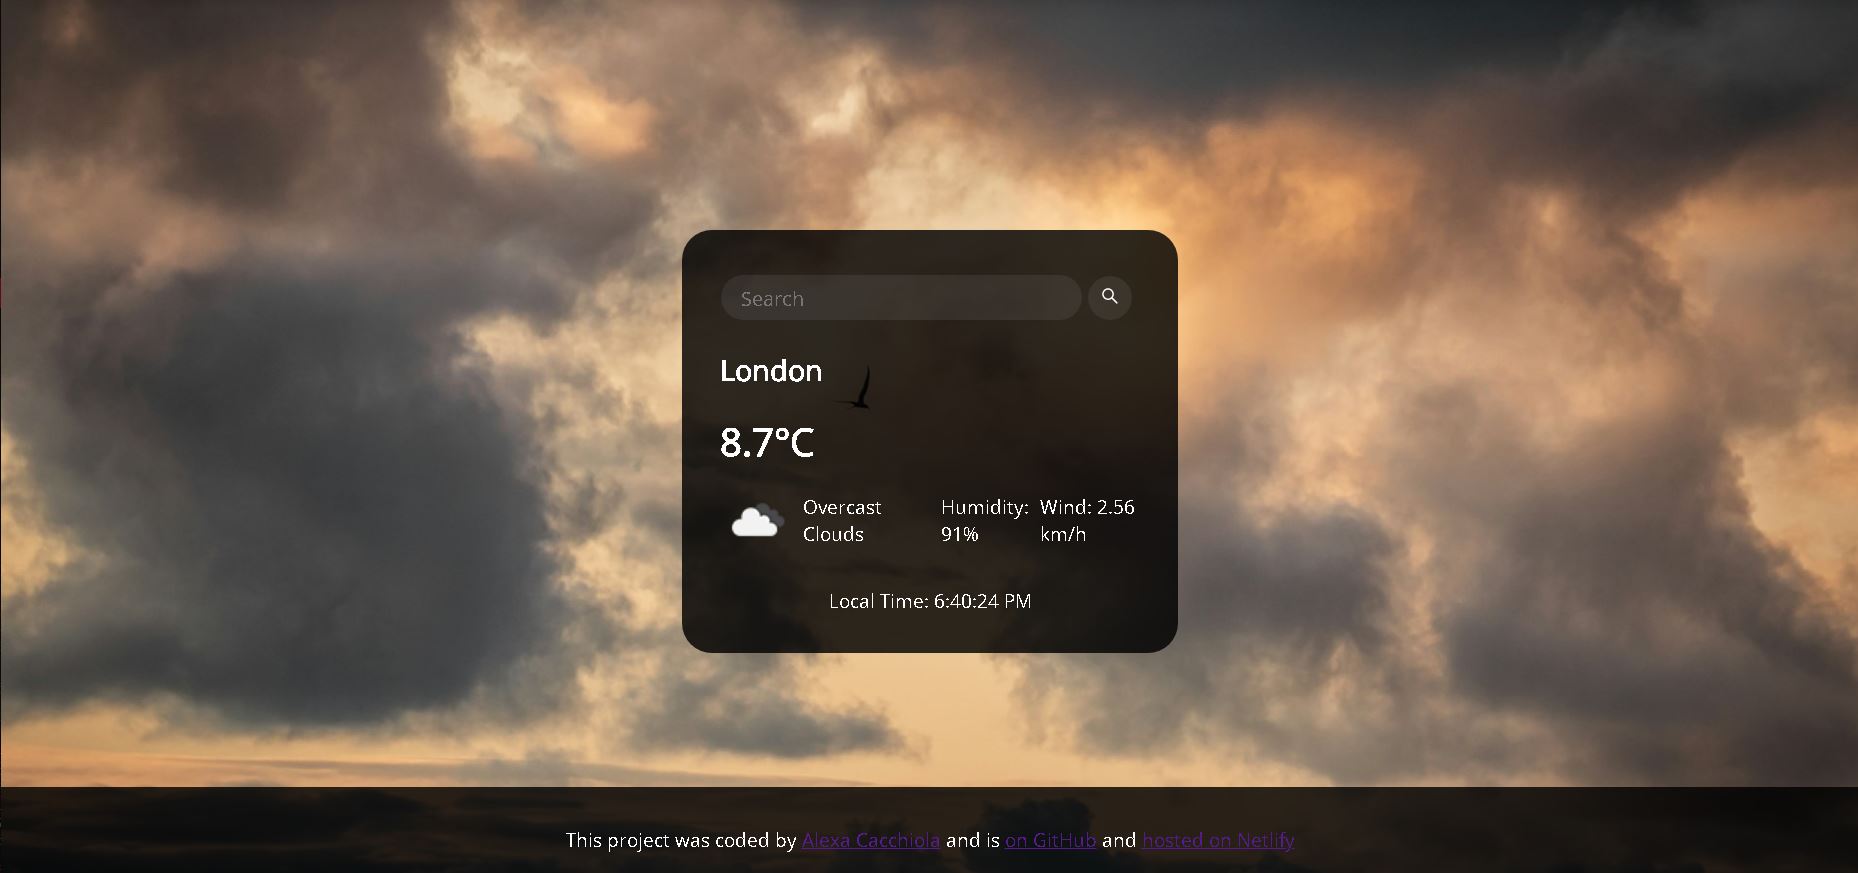 Search
London
8.7°C
Overcast Clouds
Humidity: 91%
Wind: 2.56 km/h
Local Time: 6:40:24 PM
This project was coded by Alexa Cacchiola and is on GitHub and hosted on Netlify